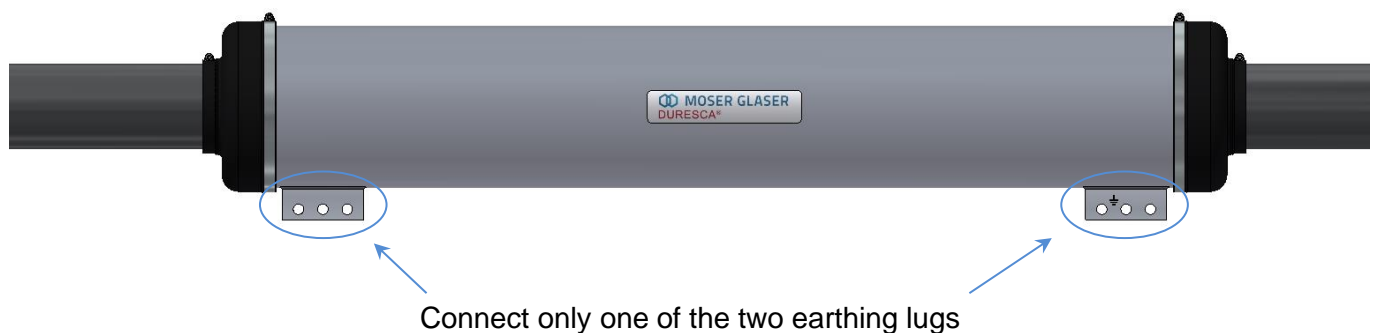 MOSER GLASER
DURESCA®
Connect only one of the two earthing lugs